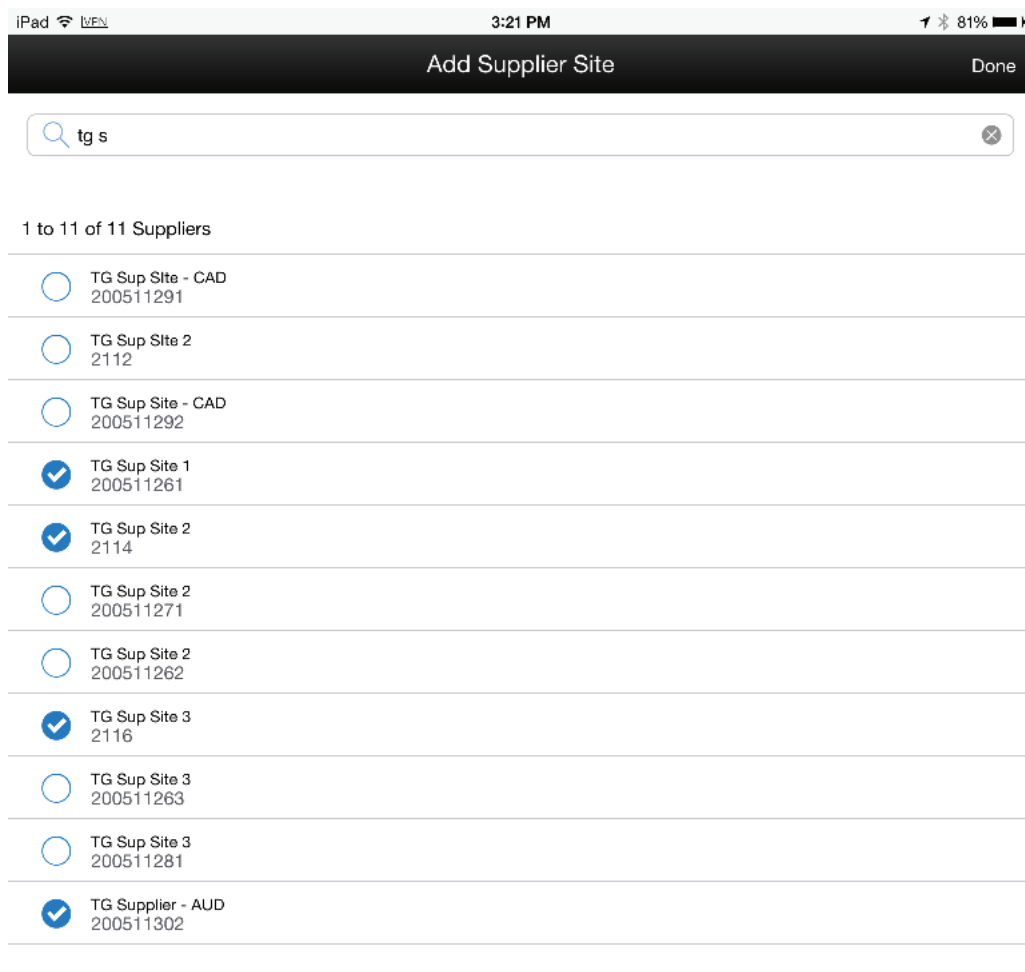 iPad VPN 3:21 PM 81%
Add Supplier Site Done
tg s
1 to 11 of 11 Suppliers
TG Sup SIte - CAD
200511291
TG Sup SIte 2
2112
TG Sup Site - CAD
200511292
TG Sup Site 1
200511261
TG Sup Site 2
2114
TG Sup Site 2
200511271
TG Sup Site 2
200511262
TG Sup Site 3
2116
TG Sup Site 3
200511263
TG Sup Site 3
200511281
TG Supplier - AUD
200511302